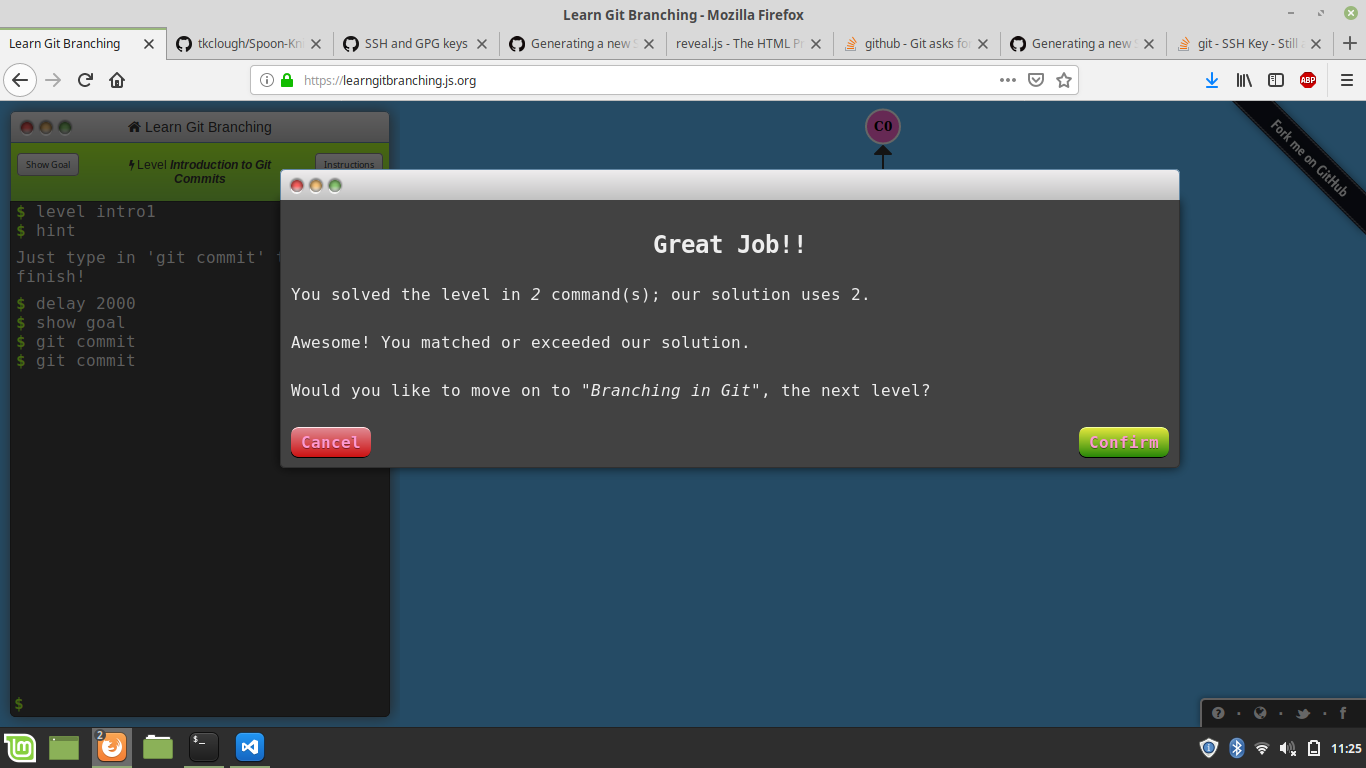 Learn Git Branching - Mozilla Firefox
Learn Git Branching
tkclough/Spoon-Kni
SSH and GPG keys
Generating a new S
reveal.js - The HTML Pr
github - Git asks for
Generating a new S
git - SSH Key - Still
https://learngitbranching.js.org
ABP
Learn Git Branching
Show Goal
Level Introduction to Git
Commits
Instructions
$ level intro1
$ hint
Just type in 'git commit'
finish!
$ delay 2000
$ show goal
$ git commit
$ git commit
$
C0
Fork me on GitHub
Great Job!!
You solved the level in 2 command(s); our solution uses 2.
Awesome! You matched or exceeded our solution.
Would you like to move on to "Branching in Git", the next level?
Cancel
Confirm
2
$_
11:25